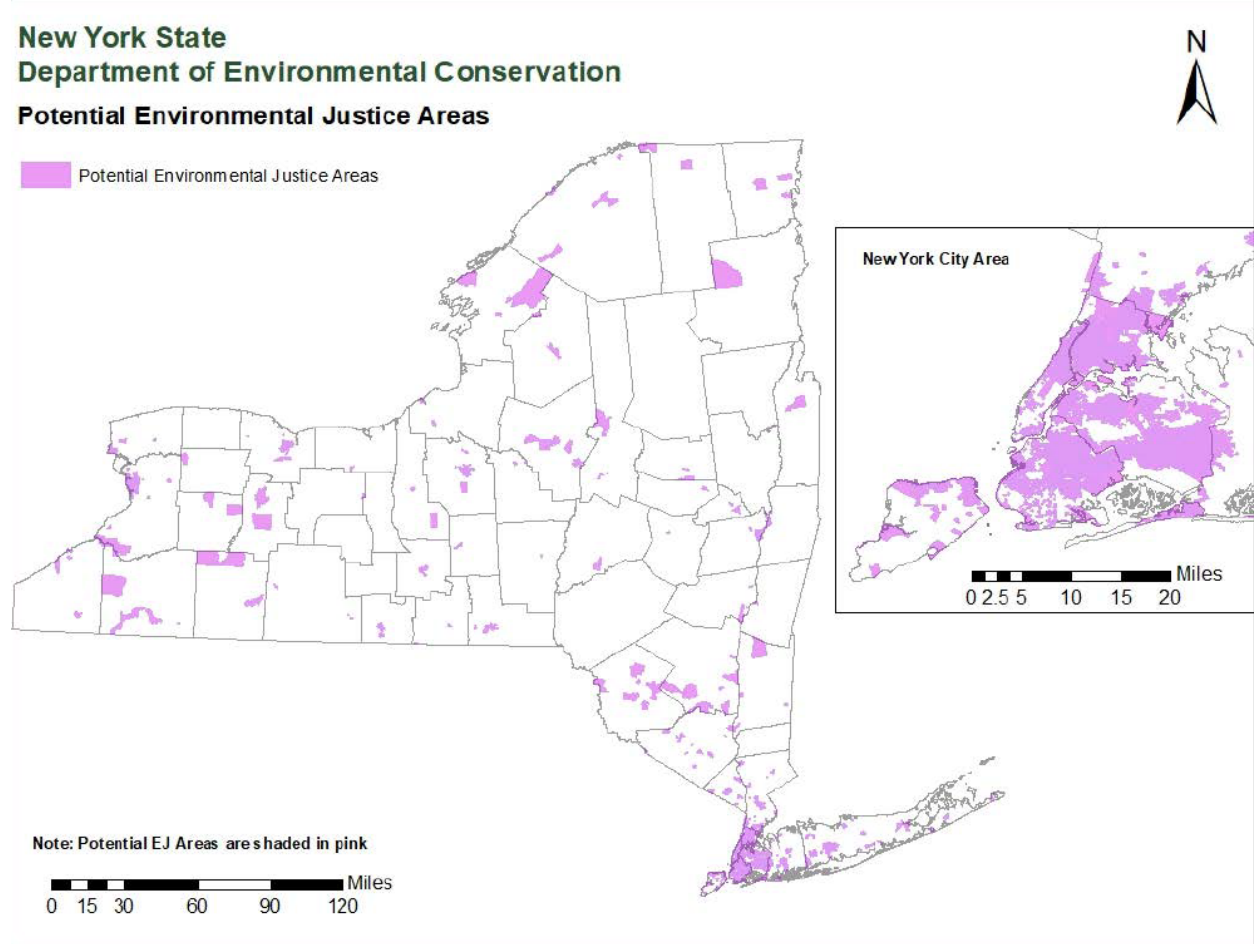 New York State
Department of Environmental Conservation
Potential Environmental Justice Areas
Potential Environmental Justice Areas
N
New York City Area
Miles
0 2.5 5 10 15 20
Note: Potential EJ Areas are shaded in pink
Miles
0 15 30 60 90 120